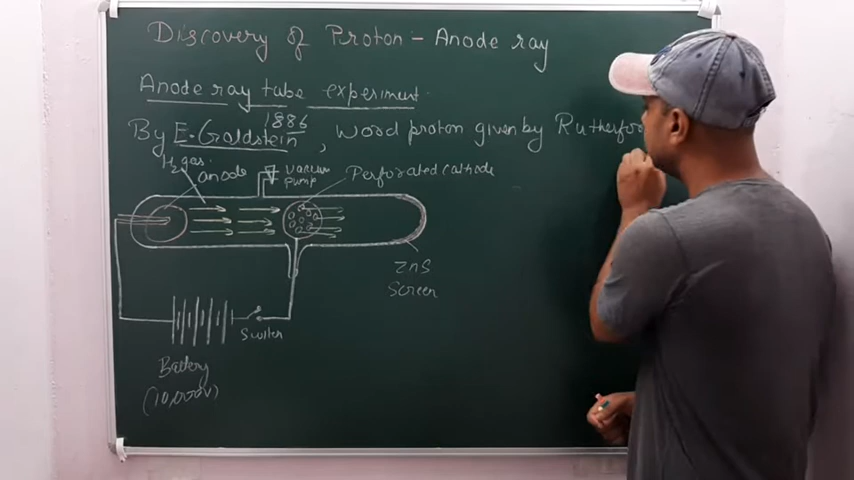 Discovery of Proton - Anode ray
Anode ray tube experiment.
1886
By E. Goldstein , word proton given by Rutherfor
H2 gas
anode
Vacuum
pump
Perforated Cathode
ZnS
Screen
Switch
Battery
(10,000V)